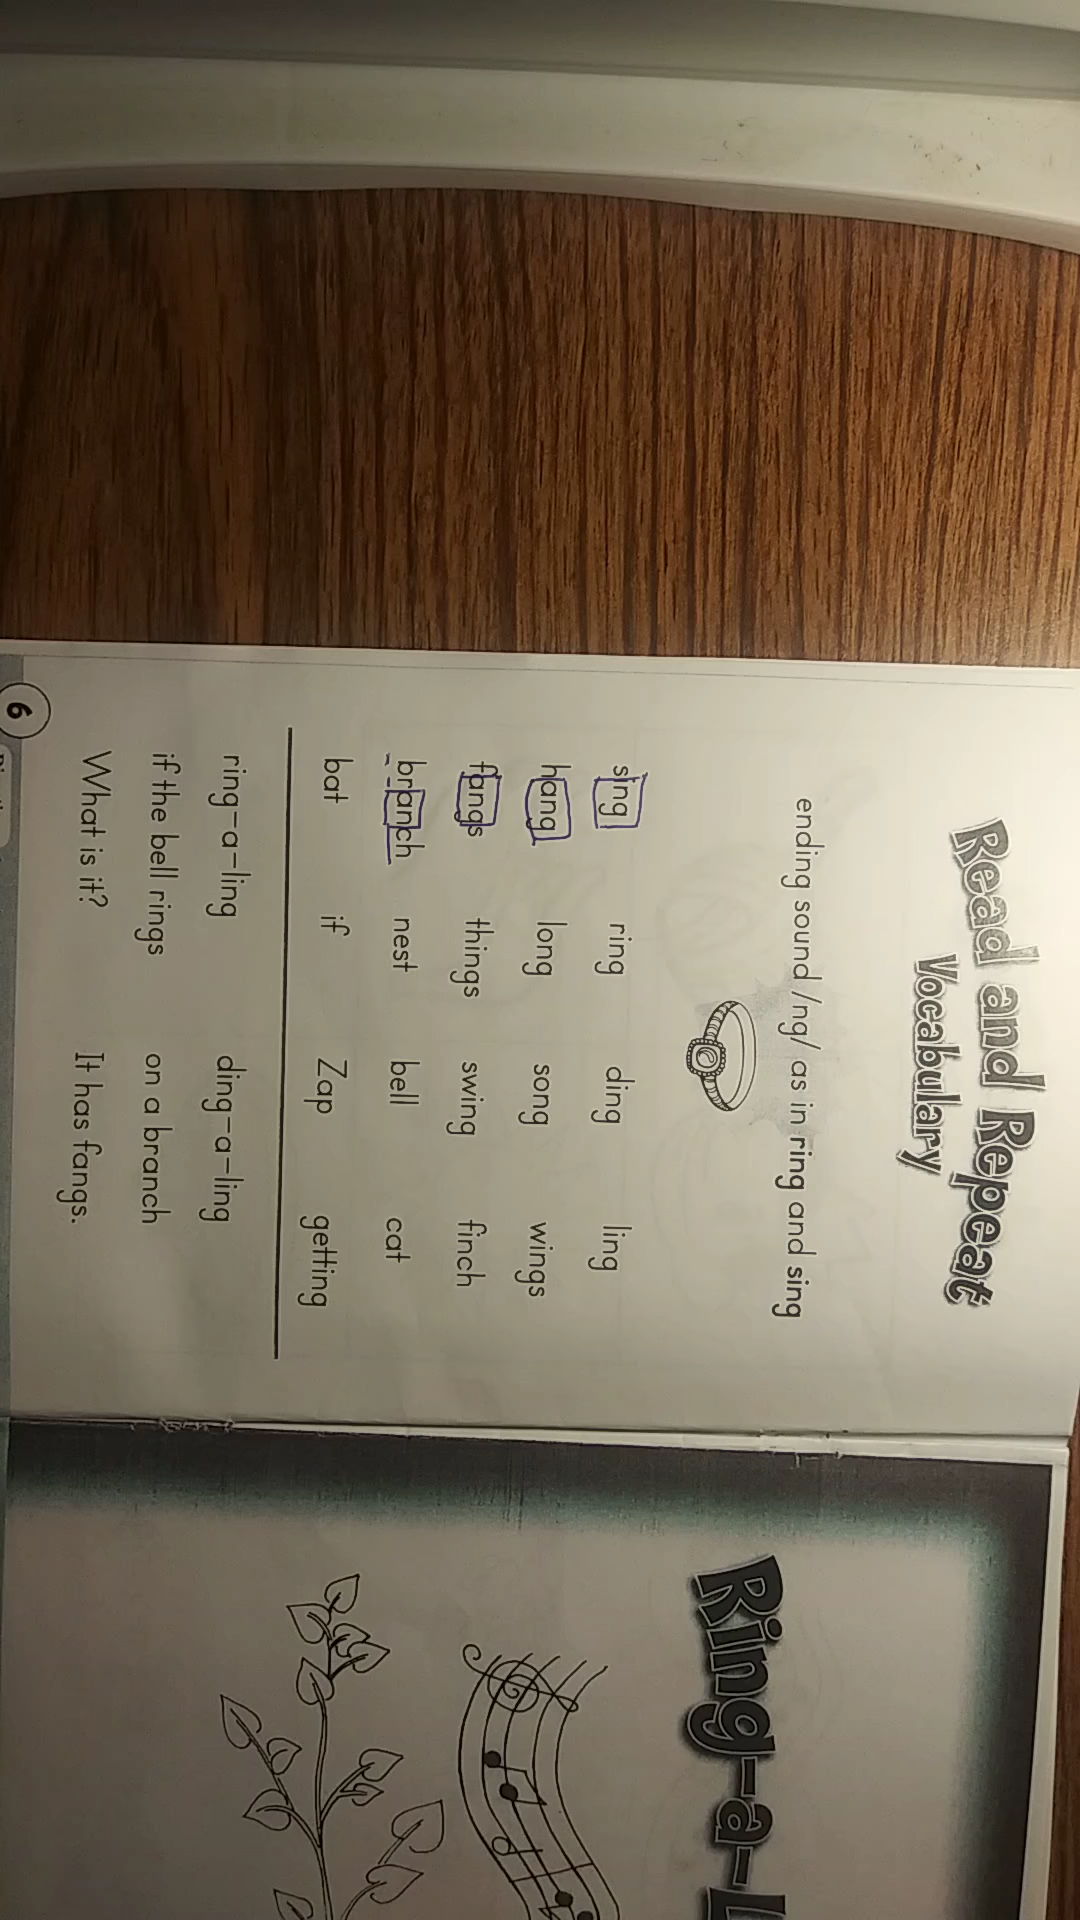 Read and Repeat
Vocabulary
ending sound /ng/ as in ring and sing
sing ring ding ling
hang long song wings
fangs things swing finch
branch nest bell cat
bat if Zap getting
ring-a-ling ding-a-ling
if the bell rings on a branch
What is it? It has fangs.
6
Ring-a-